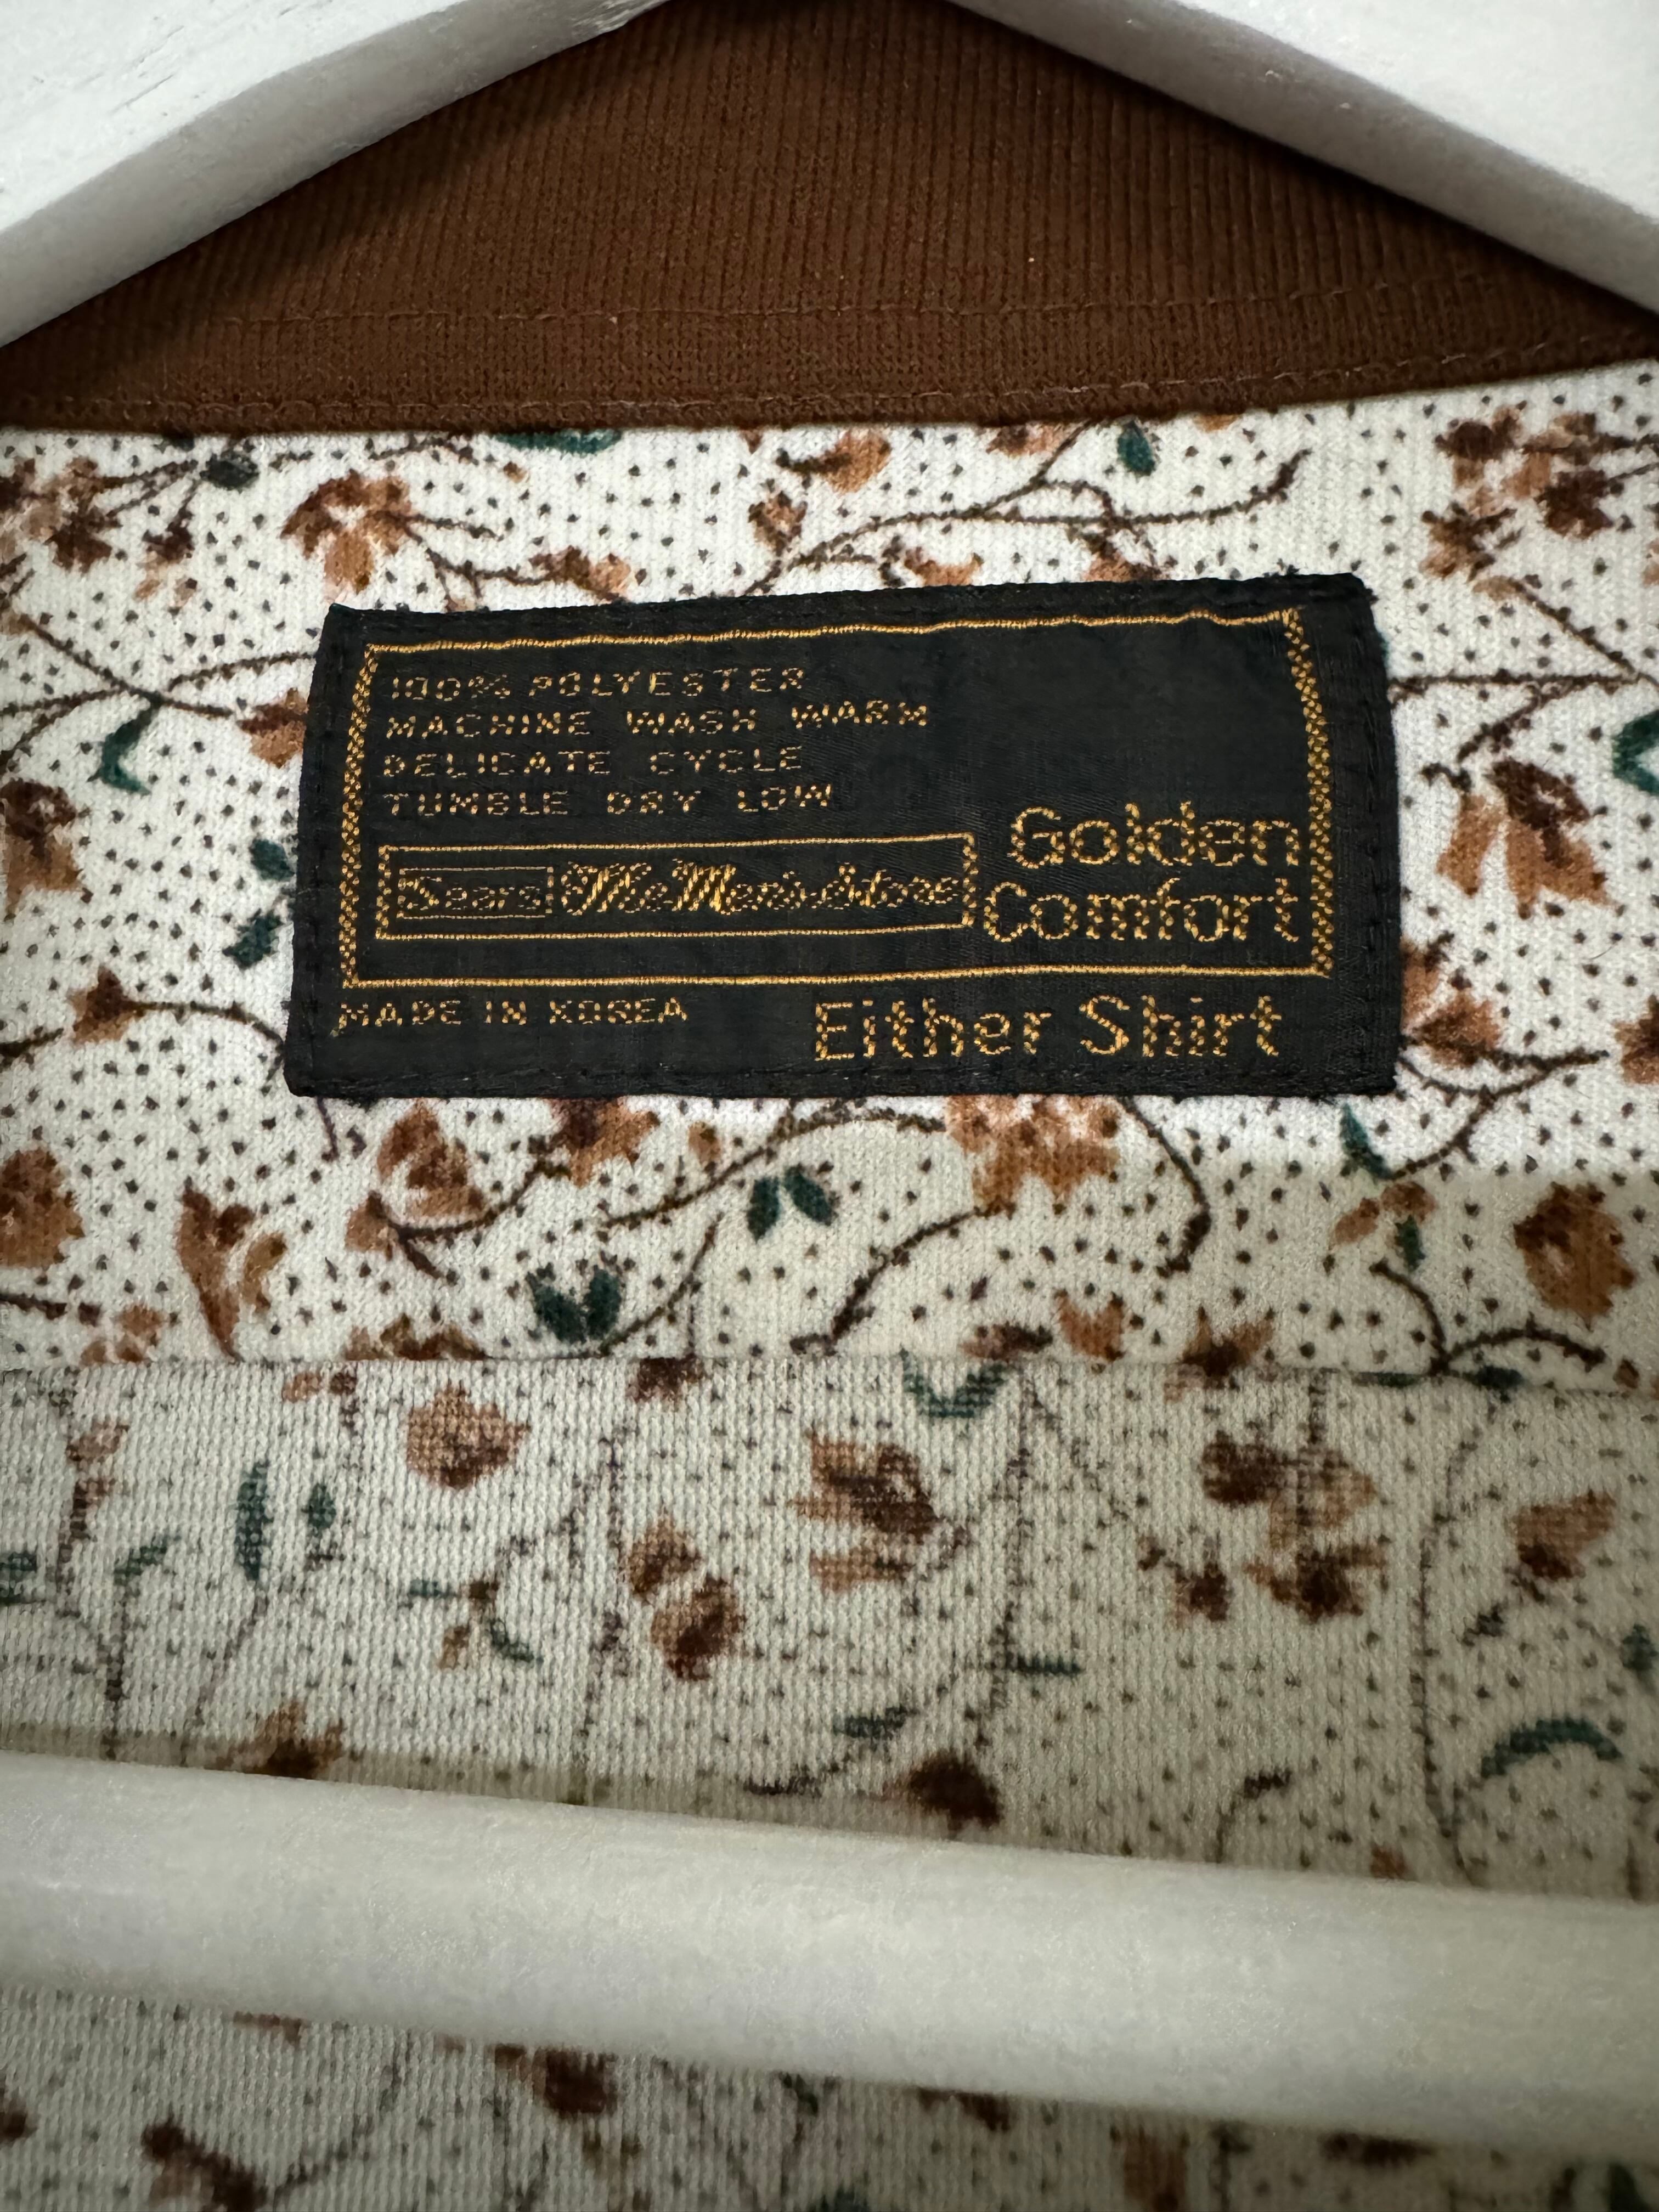 100% POLYESTER
MACHINE WASH WARM
DELICATE CYCLE
TUMBLE DRY LOW
Sears The Men's Store
Golden
Comfort
MADE IN KOREA
Either Shirt